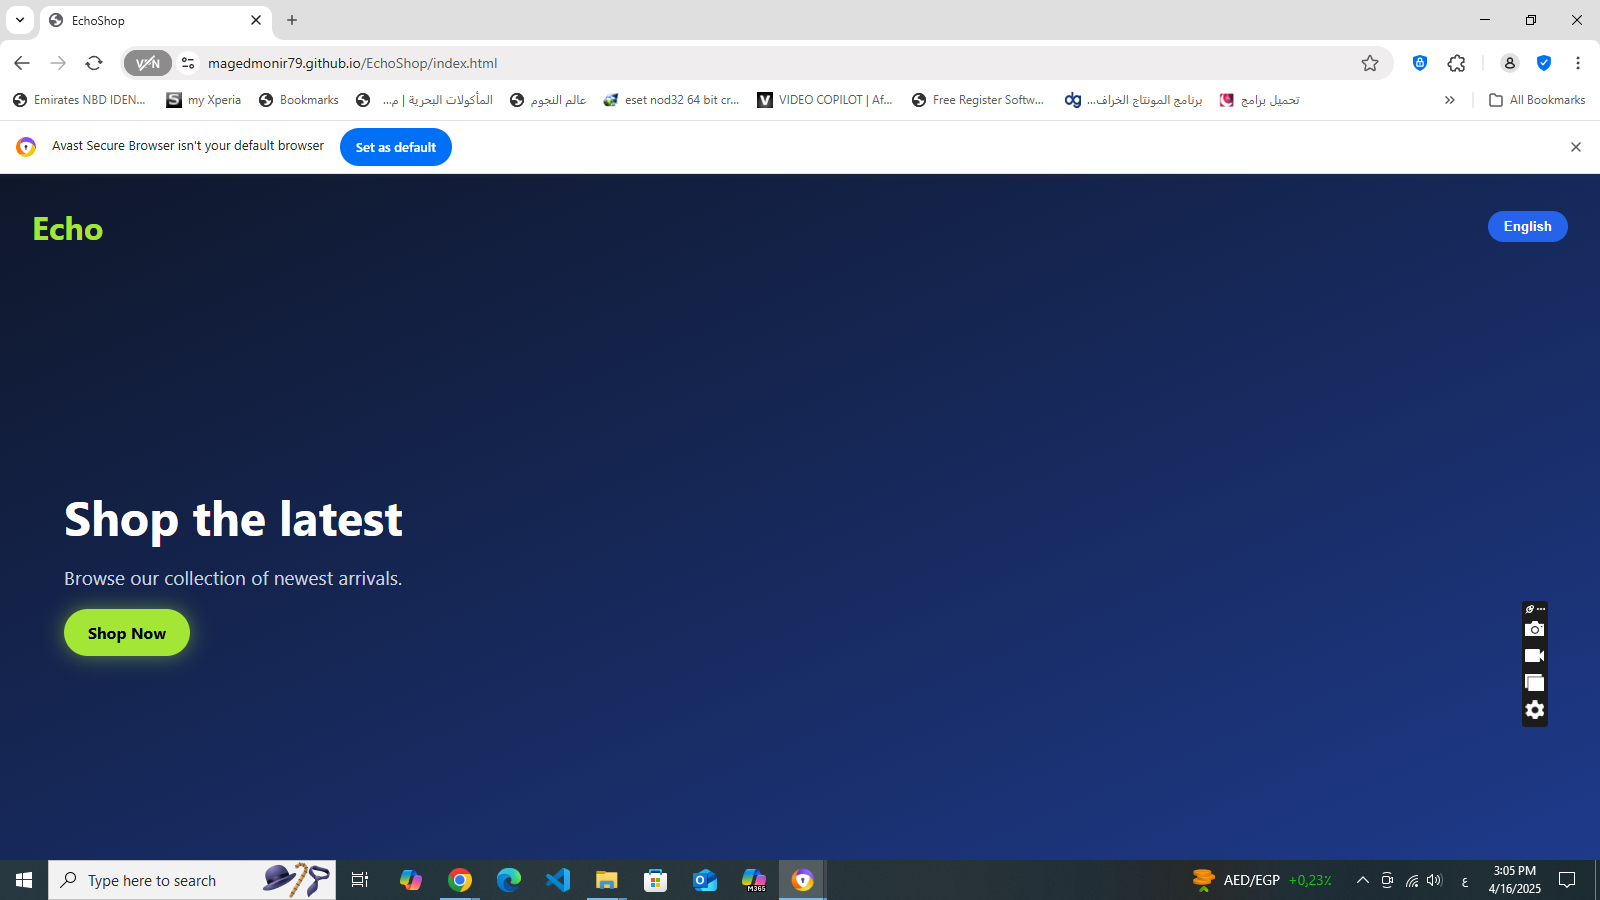 EchoShop
VPN
magedmonir79.github.io/EchoShop/index.html
Emirates NBD IDEN...
my Xperia
Bookmarks
المأكولات البحرية | م...
عالم النجوم
eset nod32 64 bit cr...
VIDEO COPILOT | Af...
Free Register Softw...
برنامج المونتاج الخراف...
تحميل برامج
All Bookmarks
Avast Secure Browser isn't your default browser
Set as default
Echo
English
Shop the latest
Browse our collection of newest arrivals.
Shop Now
Type here to search
M365
AED/EGP +0,23%
ع
3:05 PM
4/16/2025